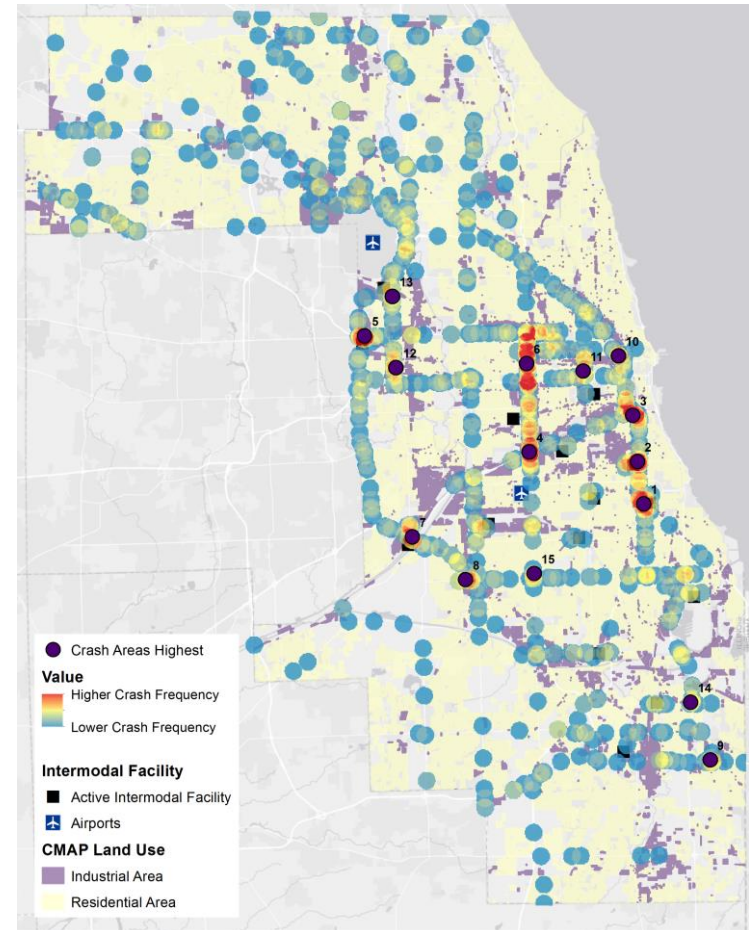 13
5
12
6
10
11
3
4
2
1
7
8
15
14
9
Crash Areas Highest
Value
Higher Crash Frequency
Lower Crash Frequency
Intermodal Facility
Active Intermodal Facility
Airports
CMAP Land Use
Industrial Area
Residential Area